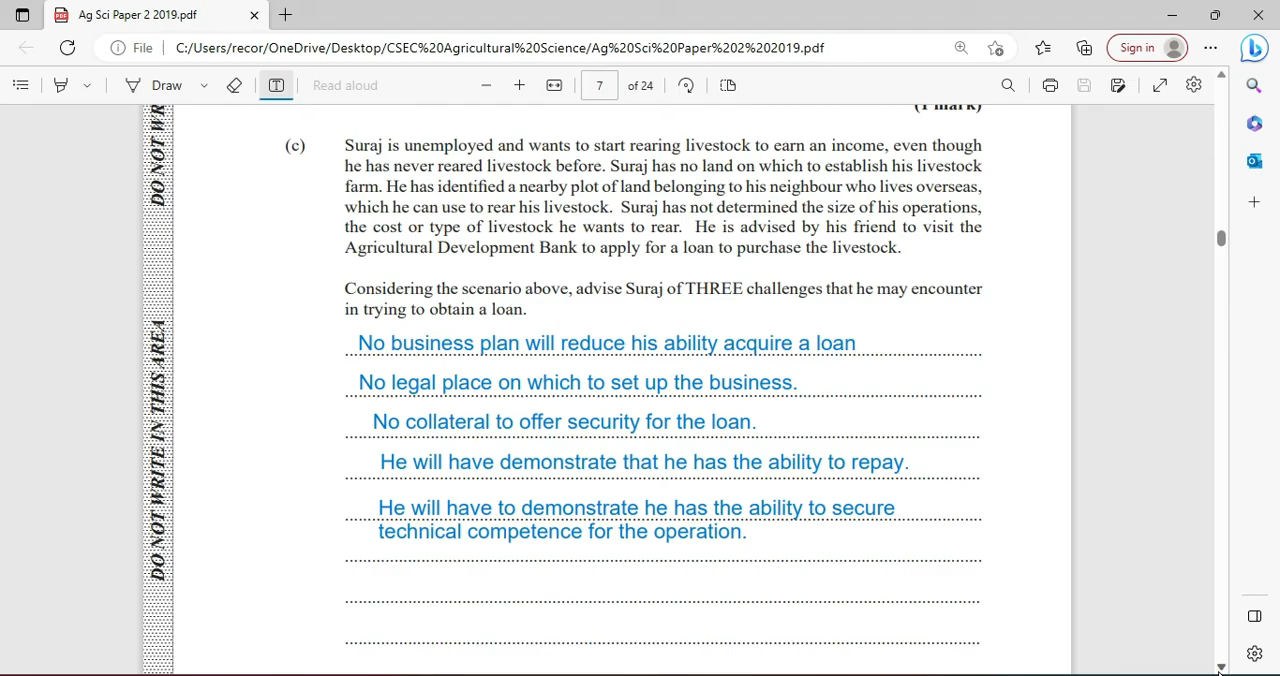 Ag Sci Paper 2 2019.pdf
File C:/Users/recor/OneDrive/Desktop/CSEC%20Agricultural%20Science/Ag%20Sci%20Paper%202%202019.pdf
Sign in
Draw
Read aloud
7 of 24
(1 mark)
(c) Suraj is unemployed and wants to start rearing livestock to earn an income, even though
he has never reared livestock before. Suraj has no land on which to establish his livestock
farm. He has identified a nearby plot of land belonging to his neighbour who lives overseas,
which he can use to rear his livestock. Suraj has not determined the size of his operations,
the cost or type of livestock he wants to rear. He is advised by his friend to visit the
Agricultural Development Bank to apply for a loan to purchase the livestock.
Considering the scenario above, advise Suraj of THREE challenges that he may encounter
in trying to obtain a loan.
No business plan will reduce his ability acquire a loan
No legal place on which to set up the business.
No collateral to offer security for the loan.
He will have demonstrate that he has the ability to repay.
He will have to demonstrate he has the ability to secure
technical competence for the operation.
DO NOT WR
DO NOT WRITE IN THIS AREA